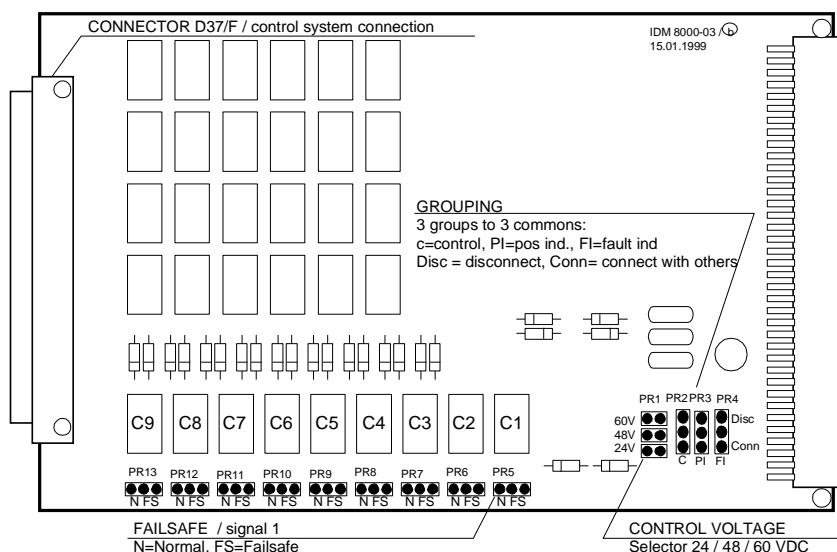 CONNECTOR D37/F / control system connection
IDM 8000-03 / b
15.01.1999
GROUPING
3 groups to 3 commons:
c=control, PI=pos ind., FI=fault ind
Disc = disconnect, Conn= connect with others
PR1 PR2 PR3 PR4
60V Disc
48V
24V Conn
C PI FI
C9 C8 C7 C6 C5 C4 C3 C2 C1
PR13 PR12 PR11 PR10 PR9 PR8 PR7 PR6 PR5
N FS N FS N FS N FS N FS N FS N FS N FS N FS
FAILSAFE / signal 1
N=Normal, FS=Failsafe
CONTROL VOLTAGE
Selector 24 / 48 / 60 VDC